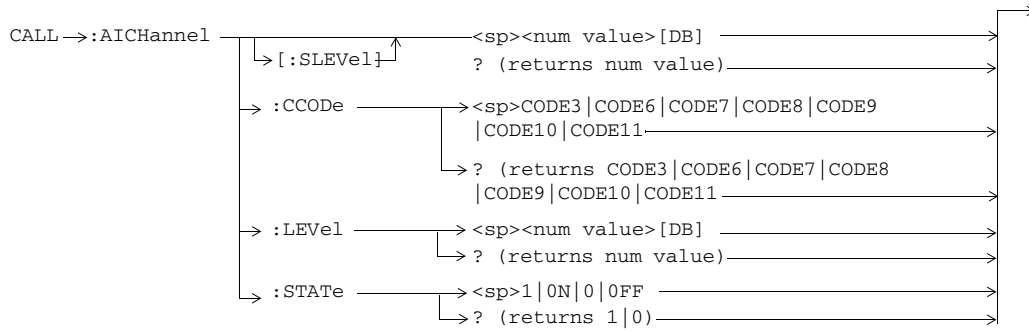 CALL :AICHannel <sp><num value>[DB]
[:SLEVel] ? (returns num value)
:CCODe <sp>CODE3|CODE6|CODE7|CODE8|CODE9
|CODE10|CODE11
? (returns CODE3|CODE6|CODE7|CODE8
|CODE9|CODE10|CODE11
:LEVel <sp><num value>[DB]
? (returns num value)
:STATe <sp>1|0N|0|0FF
? (returns 1|0)